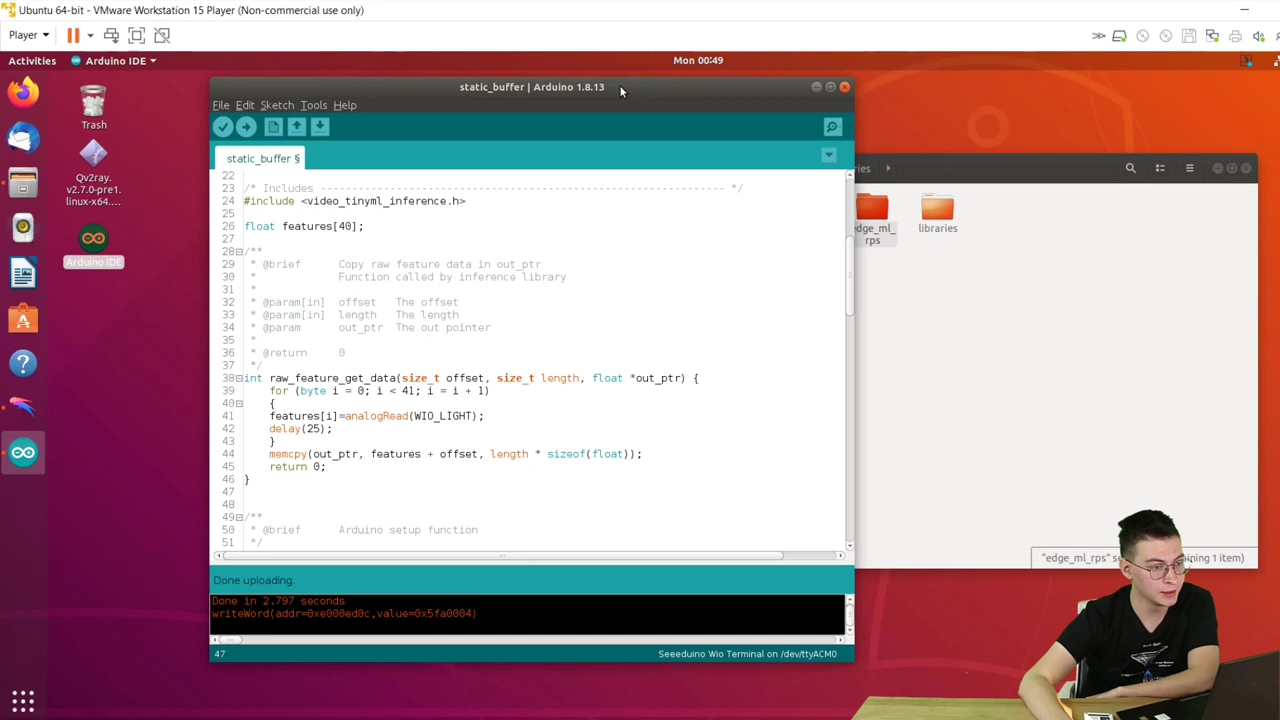 Ubuntu 64-bit - VMware Workstation 15 Player (Non-commercial use only)
Player
Activities
Arduino IDE
Mon 00:49
static_buffer | Arduino 1.8.13
File Edit Sketch Tools Help
static_buffer §
22
23 /* Includes ---------------------------------------------------------------- */
24 #include <video_tinyml_inference.h>
25
26 float features[40];
27
28 /**
29 * @brief Copy raw feature data in out_ptr
30 * Function called by inference library
31 *
32 * @param[in] offset The offset
33 * @param[in] length The length
34 * @param out_ptr The out pointer
35 *
36 * @return 0
37 */
38 int raw_feature_get_data(size_t offset, size_t length, float *out_ptr) {
39 for (byte i = 0; i < 41; i = i + 1)
40 {
41 features[i]=analogRead(WIO_LIGHT);
42 delay(25);
43 }
44 memcpy(out_ptr, features + offset, length * sizeof(float));
45 return 0;
46 }
47
48
49 /**
50 * @brief Arduino setup function
51 */
Done uploading.
Done in 2.797 seconds
writeWord(addr=0xe000ed0c,value=0x5fa0004)
47
Seeeduino Wio Terminal on /dev/ttyACM0
Trash
Qv2ray.
v2.7.0-pre1.
linux-x64....
Arduino IDE
ries
edge_ml_
rps
libraries
"edge_ml_rps" se
ining 1 item)